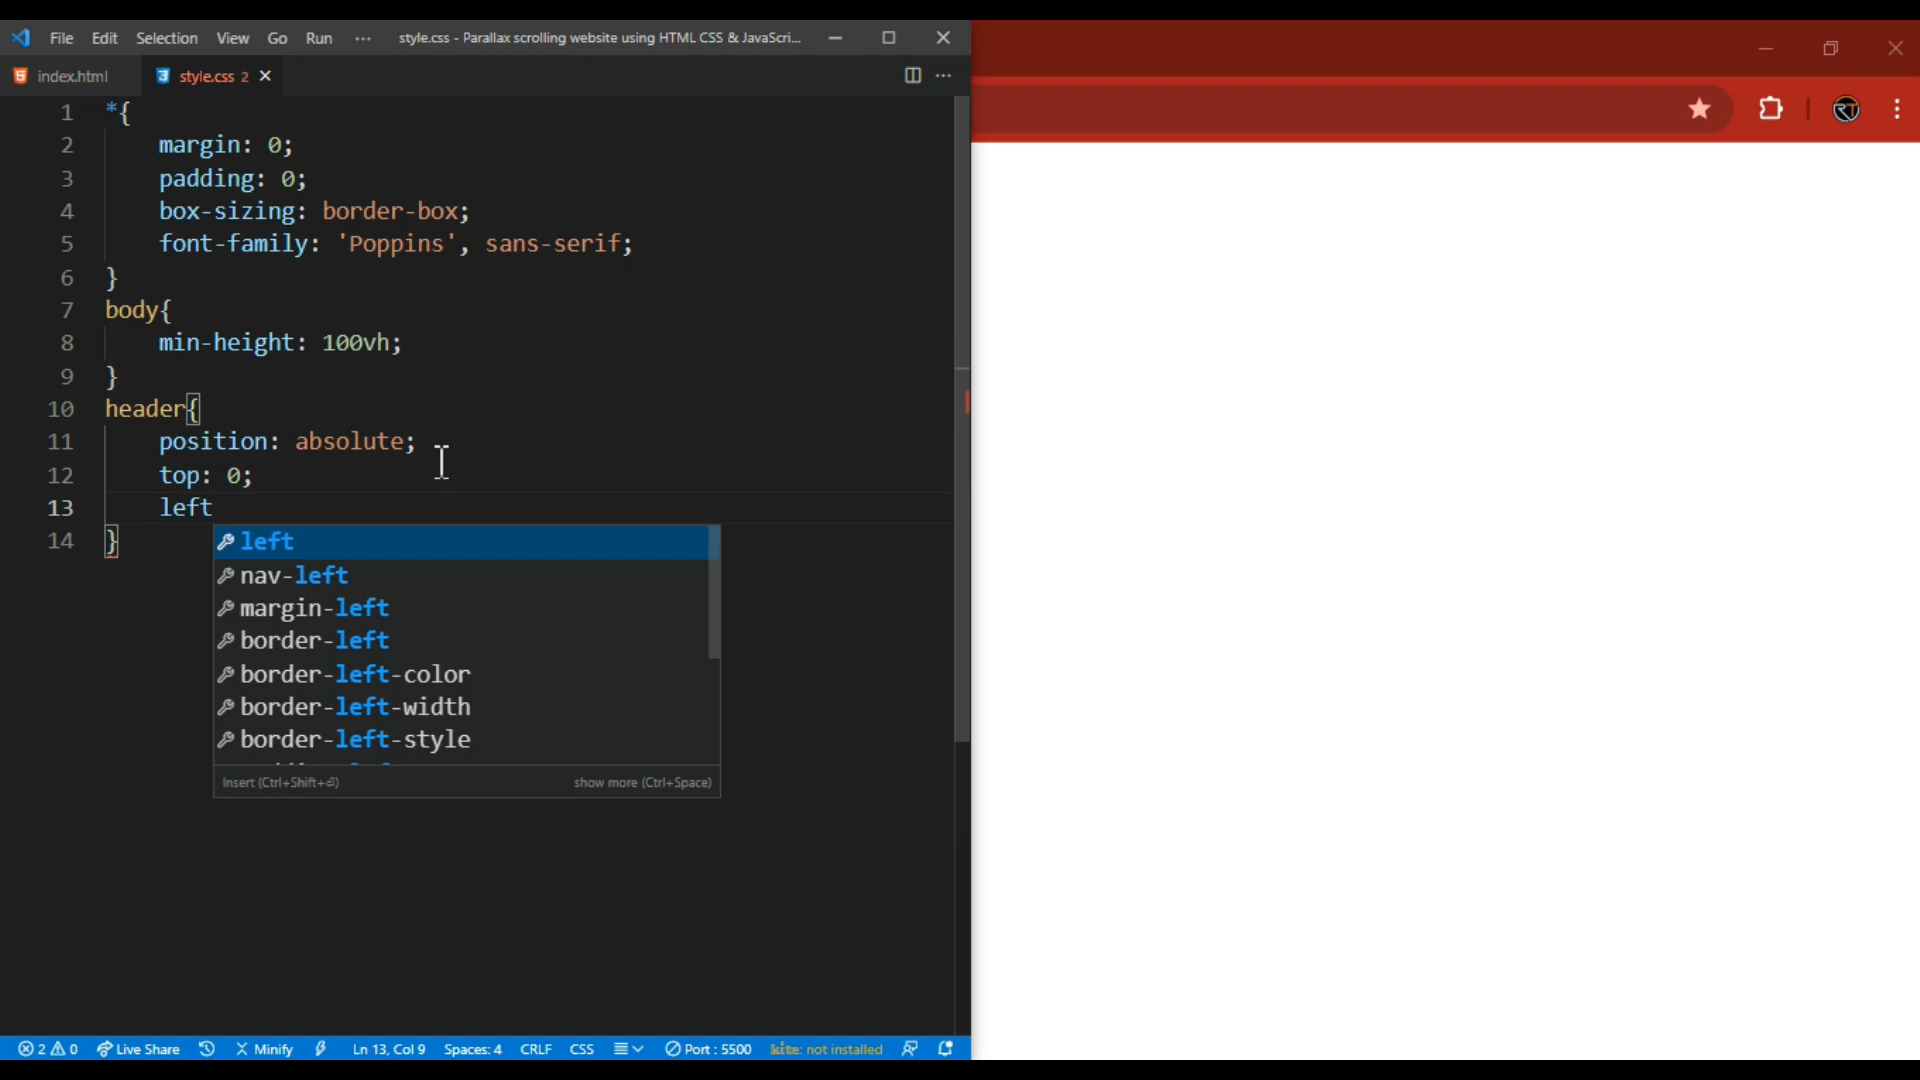 File Edit Selection View Go Run ··· style.css - Parallax scrolling website using HTML CSS & JavaScri...
index.html style.css 2
1 *{
2 margin: 0;
3 padding: 0;
4 box-sizing: border-box;
5 font-family: 'Poppins', sans-serif;
6 }
7 body{
8 min-height: 100vh;
9 }
10 header{
11 position: absolute;
12 top: 0;
13 left
14 }
left
nav-left
margin-left
border-left
border-left-color
border-left-width
border-left-style
Insert (Ctrl+Shift+⏎) show more (Ctrl+Space)
2 0 Live Share Minify Ln 13, Col 9 Spaces: 4 CRLF CSS Port : 5500 kite: not installed